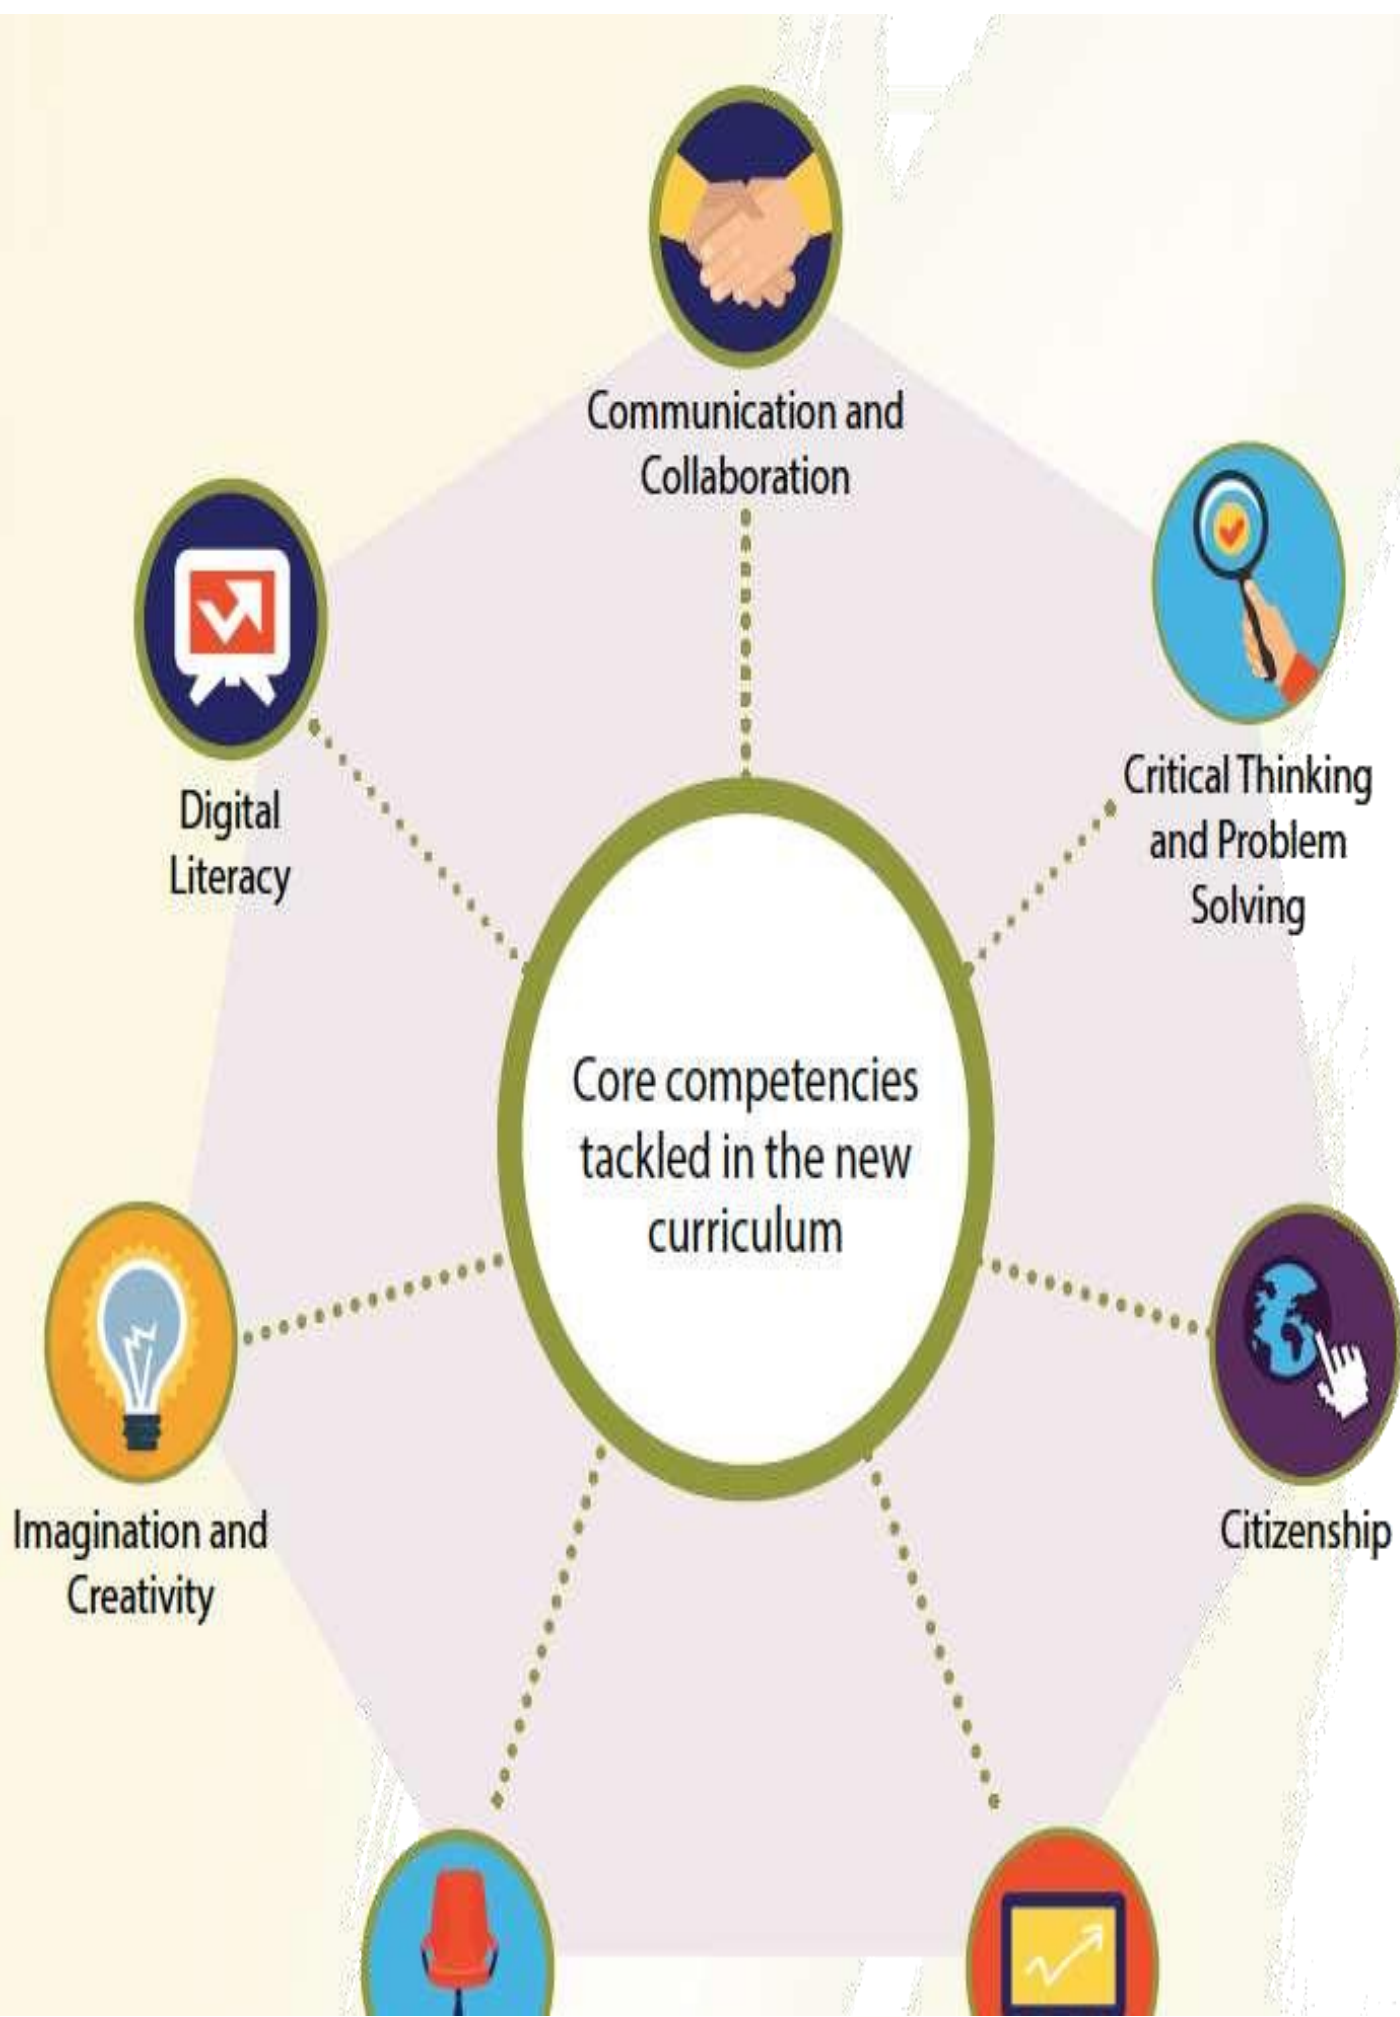 Communication and
Collaboration
Critical Thinking
and Problem
Solving
Digital
Literacy
Core competencies
tackled in the new
curriculum
Imagination and
Creativity
Citizenship